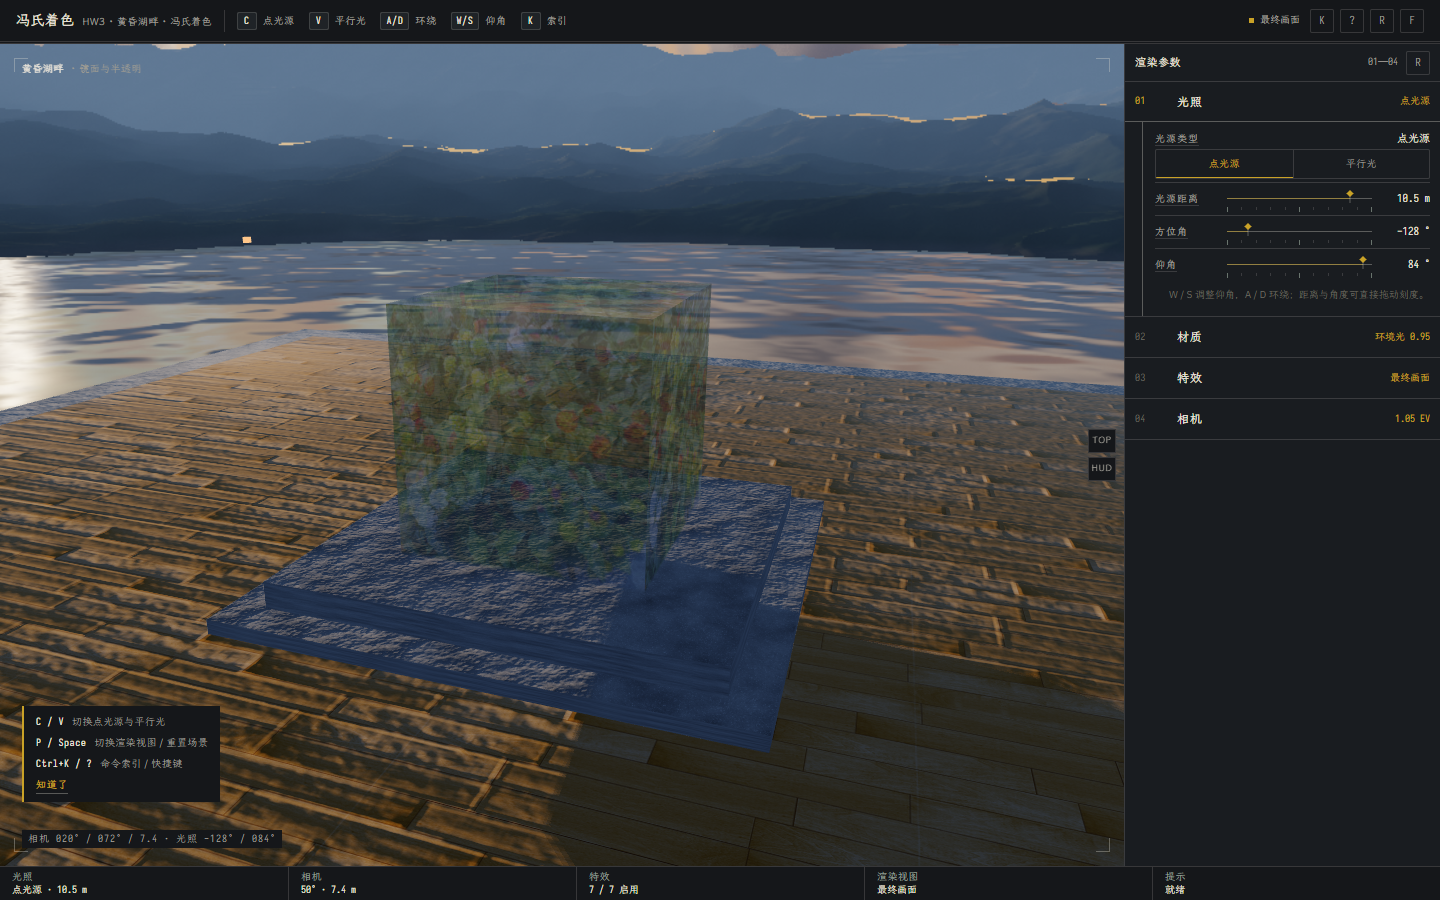 冯氏着色 HW3・黄昏湖畔・冯氏着色 C 点光源 V 平行光 A/D 环绕 W/S 仰角 K 索引
最终画面 K ? R F
黄昏湖畔 · 镜面与半透明
TOP
HUD
C / V 切换点光源与平行光
P / Space 切换渲染视图 / 重置场景
Ctrl+K / ? 命令索引 / 快捷键
知道了
相机 020° / 072° / 7.4 · 光照 -128° / 084°
渲染参数 01—04 R
01 光照 点光源
光源类型 点光源
点光源 平行光
光源距离 10.5 m
方位角 -128 °
仰角 84 °
W / S 调整仰角，A / D 环绕；距离与角度可直接拖动刻度。
02 材质 环境光 0.95
03 特效 最终画面
04 相机 1.05 EV
光照
点光源 · 10.5 m
相机
50° · 7.4 m
特效
7 / 7 启用
渲染视图
最终画面
提示
就绪